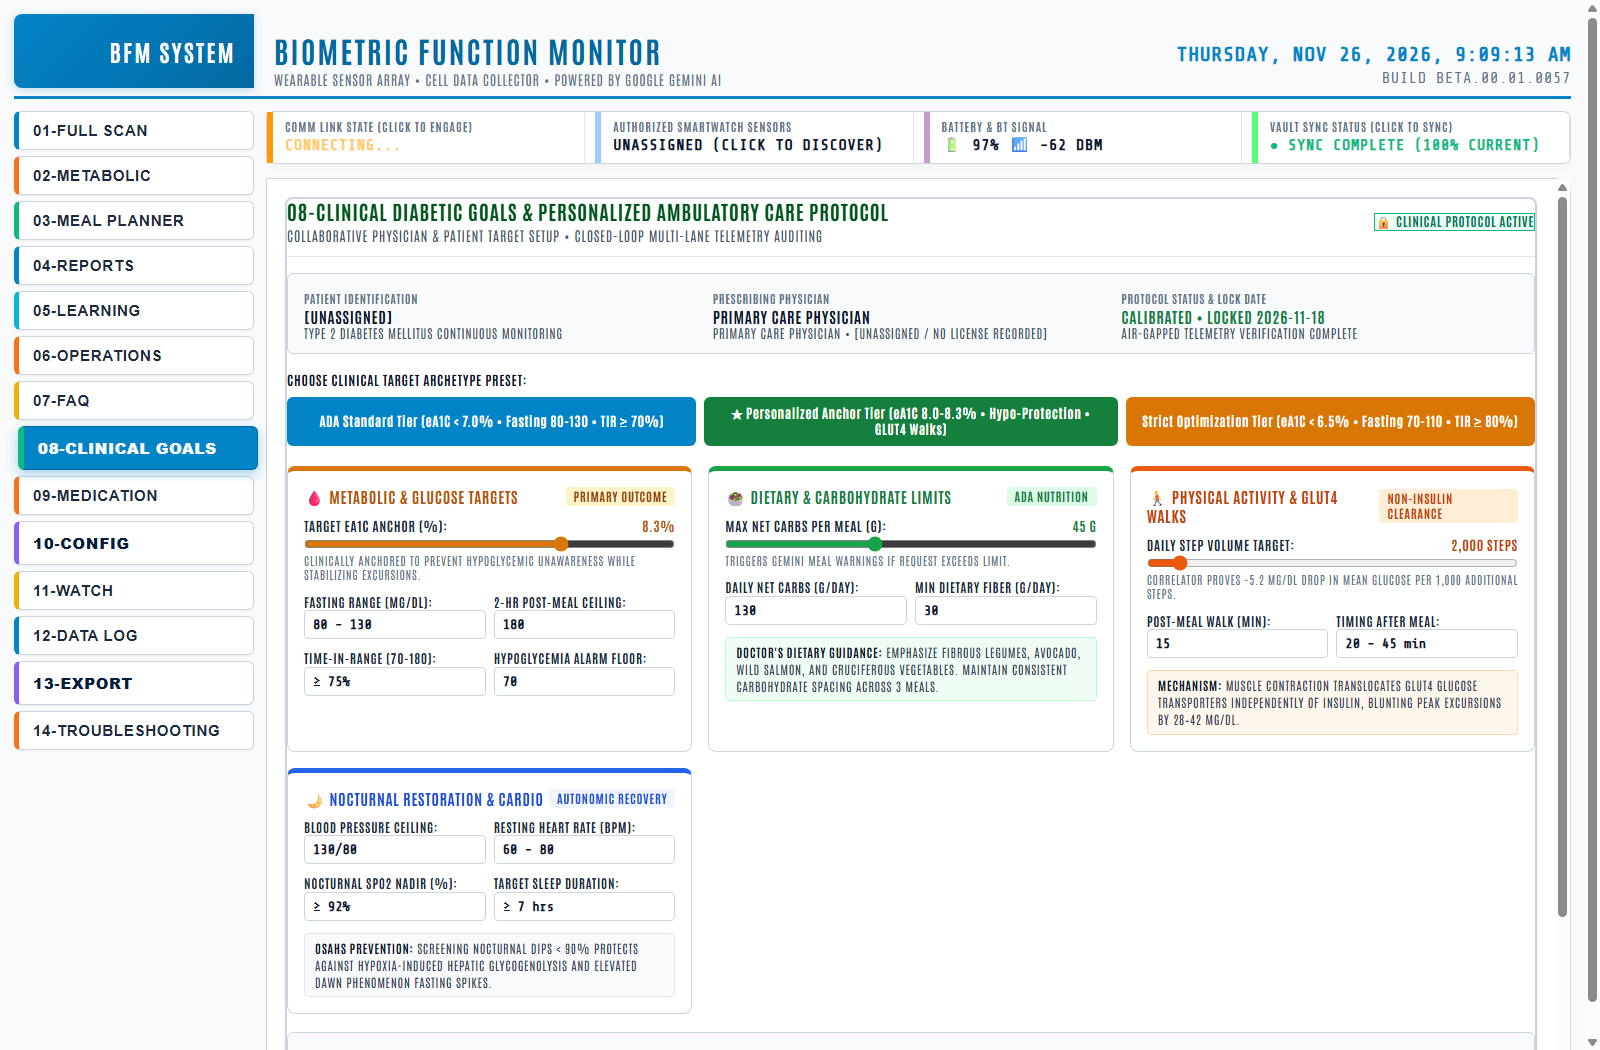 BFM SYSTEM
BIOMETRIC FUNCTION MONITOR
WEARABLE SENSOR ARRAY • CELL DATA COLLECTOR • POWERED BY GOOGLE GEMINI AI
THURSDAY, NOV 26, 2026, 9:09:13 AM
BUILD BETA.00.01.0057
01-FULL SCAN
02-METABOLIC
03-MEAL PLANNER
04-REPORTS
05-LEARNING
06-OPERATIONS
07-FAQ
08-CLINICAL GOALS
09-MEDICATION
10-CONFIG
11-WATCH
12-DATA LOG
13-EXPORT
14-TROUBLESHOOTING
COMM LINK STATE (CLICK TO ENGAGE)
CONNECTING...
AUTHORIZED SMARTWATCH SENSORS
UNASSIGNED (CLICK TO DISCOVER)
BATTERY & BT SIGNAL
🔋 97% 📶 -62 DBM
VAULT SYNC STATUS (CLICK TO SYNC)
● SYNC COMPLETE (100% CURRENT)
08-CLINICAL DIABETIC GOALS & PERSONALIZED AMBULATORY CARE PROTOCOL
COLLABORATIVE PHYSICIAN & PATIENT TARGET SETUP • CLOSED-LOOP MULTI-LANE TELEMETRY AUDITING
🔒 CLINICAL PROTOCOL ACTIVE
PATIENT IDENTIFICATION
[UNASSIGNED]
TYPE 2 DIABETES MELLITUS CONTINUOUS MONITORING
PRESCRIBING PHYSICIAN
PRIMARY CARE PHYSICIAN
PRIMARY CARE PHYSICIAN • [UNASSIGNED / NO LICENSE RECORDED]
PROTOCOL STATUS & LOCK DATE
CALIBRATED • LOCKED 2026-11-18
AIR-GAPPED TELEMETRY VERIFICATION COMPLETE
CHOOSE CLINICAL TARGET ARCHETYPE PRESET:
ADA Standard Tier (eA1C < 7.0% • Fasting 80-130 • TIR ≥ 70%)
★ Personalized Anchor Tier (eA1C 8.0-8.3% • Hypo-Protection •
GLUT4 Walks)
Strict Optimization Tier (eA1C < 6.5% • Fasting 70-110 • TIR ≥ 80%)
🩸 METABOLIC & GLUCOSE TARGETS
PRIMARY OUTCOME
TARGET EA1C ANCHOR (%):
8.3%
CLINICALLY ANCHORED TO PREVENT HYPOGLYCEMIC UNAWARENESS WHILE
STABILIZING EXCURSIONS.
FASTING RANGE (MG/DL):
80 - 130
2-HR POST-MEAL CEILING:
180
TIME-IN-RANGE (70-180):
≥ 75%
HYPOGLYCEMIA ALARM FLOOR:
70
🥗 DIETARY & CARBOHYDRATE LIMITS
ADA NUTRITION
MAX NET CARBS PER MEAL (G):
45 G
TRIGGERS GEMINI MEAL WARNINGS IF REQUEST EXCEEDS LIMIT.
DAILY NET CARBS (G/DAY):
130
MIN DIETARY FIBER (G/DAY):
30
DOCTOR'S DIETARY GUIDANCE: EMPHASIZE FIBROUS LEGUMES, AVOCADO,
WILD SALMON, AND CRUCIFEROUS VEGETABLES. MAINTAIN CONSISTENT
CARBOHYDRATE SPACING ACROSS 3 MEALS.
🚶 PHYSICAL ACTIVITY & GLUT4
WALKS
NON-INSULIN
CLEARANCE
DAILY STEP VOLUME TARGET:
2,000 STEPS
CORRELATOR PROVES -5.2 MG/DL DROP IN MEAN GLUCOSE PER 1,000 ADDITIONAL
STEPS.
POST-MEAL WALK (MIN):
15
TIMING AFTER MEAL:
20 - 45 min
MECHANISM: MUSCLE CONTRACTION TRANSLOCATES GLUT4 GLUCOSE
TRANSPORTERS INDEPENDENTLY OF INSULIN, BLUNTING PEAK EXCURSIONS
BY 28-42 MG/DL.
🌙 NOCTURNAL RESTORATION & CARDIO
AUTONOMIC RECOVERY
BLOOD PRESSURE CEILING:
130/80
RESTING HEART RATE (BPM):
60 - 80
NOCTURNAL SPO2 NADIR (%):
≥ 92%
TARGET SLEEP DURATION:
≥ 7 hrs
OSAHS PREVENTION: SCREENING NOCTURNAL DIPS < 90% PROTECTS
AGAINST HYPOXIA-INDUCED HEPATIC GLYCOGENOLYSIS AND ELEVATED
DAWN PHENOMENON FASTING SPIKES.